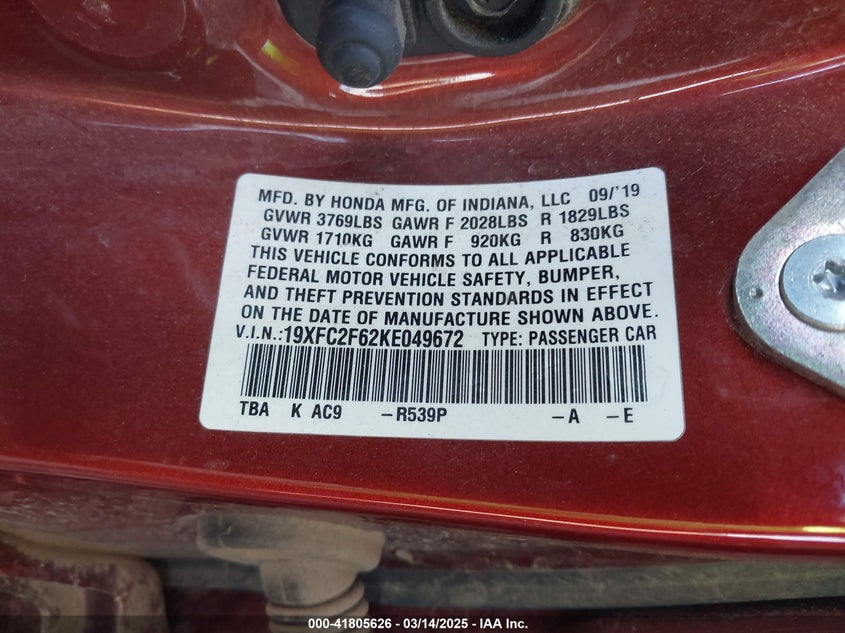 MFD. BY HONDA MFG. OF INDIANA, LLC 09/'19
GVWR 3769LBS GAWR F 2028LBS R 1829LBS
GVWR 1710KG GAWR F 920KG R 830KG
THIS VEHICLE CONFORMS TO ALL APPLICABLE
FEDERAL MOTOR VEHICLE SAFETY, BUMPER,
AND THEFT PREVENTION STANDARDS IN EFFECT
ON THE DATE OF MANUFACTURE SHOWN ABOVE.
V.I.N.:19XFC2F62KE049672 TYPE: PASSENGER CAR
TBA K AC9 –R539P –A –E
000-41805626 - 03/14/2025 - IAA Inc.